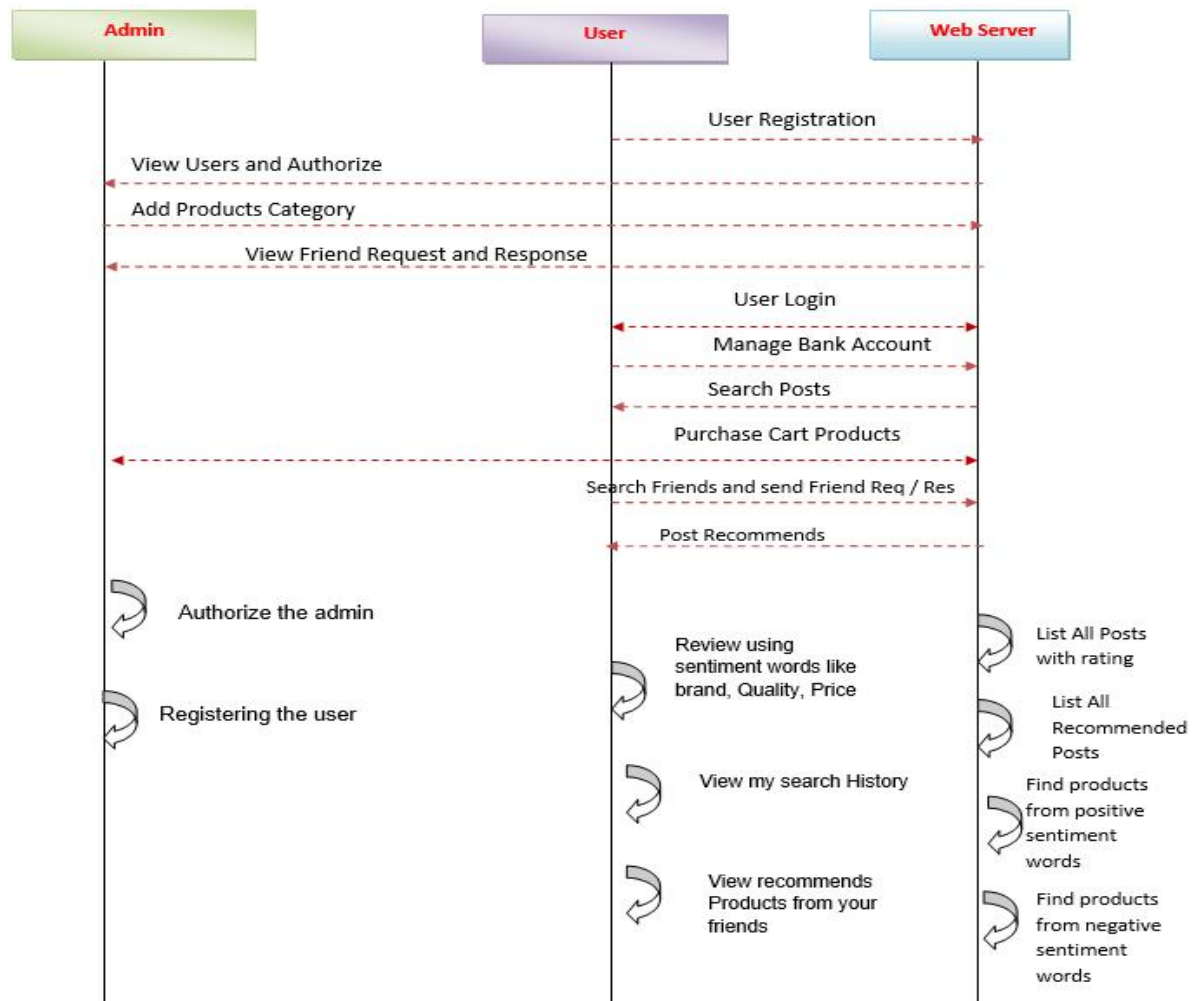 Admin
User
Web Server
User Registration
View Users and Authorize
Add Products Category
View Friend Request and Response
User Login
Manage Bank Account
Search Posts
Purchase Cart Products
Search Friends and send Friend Req / Res
Post Recommends
Authorize the admin
List All Posts
with rating
Review using
sentiment words like
brand, Quality, Price
Registering the user
List All
Recommended
Posts
View my search History
Find products
from positive
sentiment
words
View recommends
Products from your
friends
Find products
from negative
sentiment
words